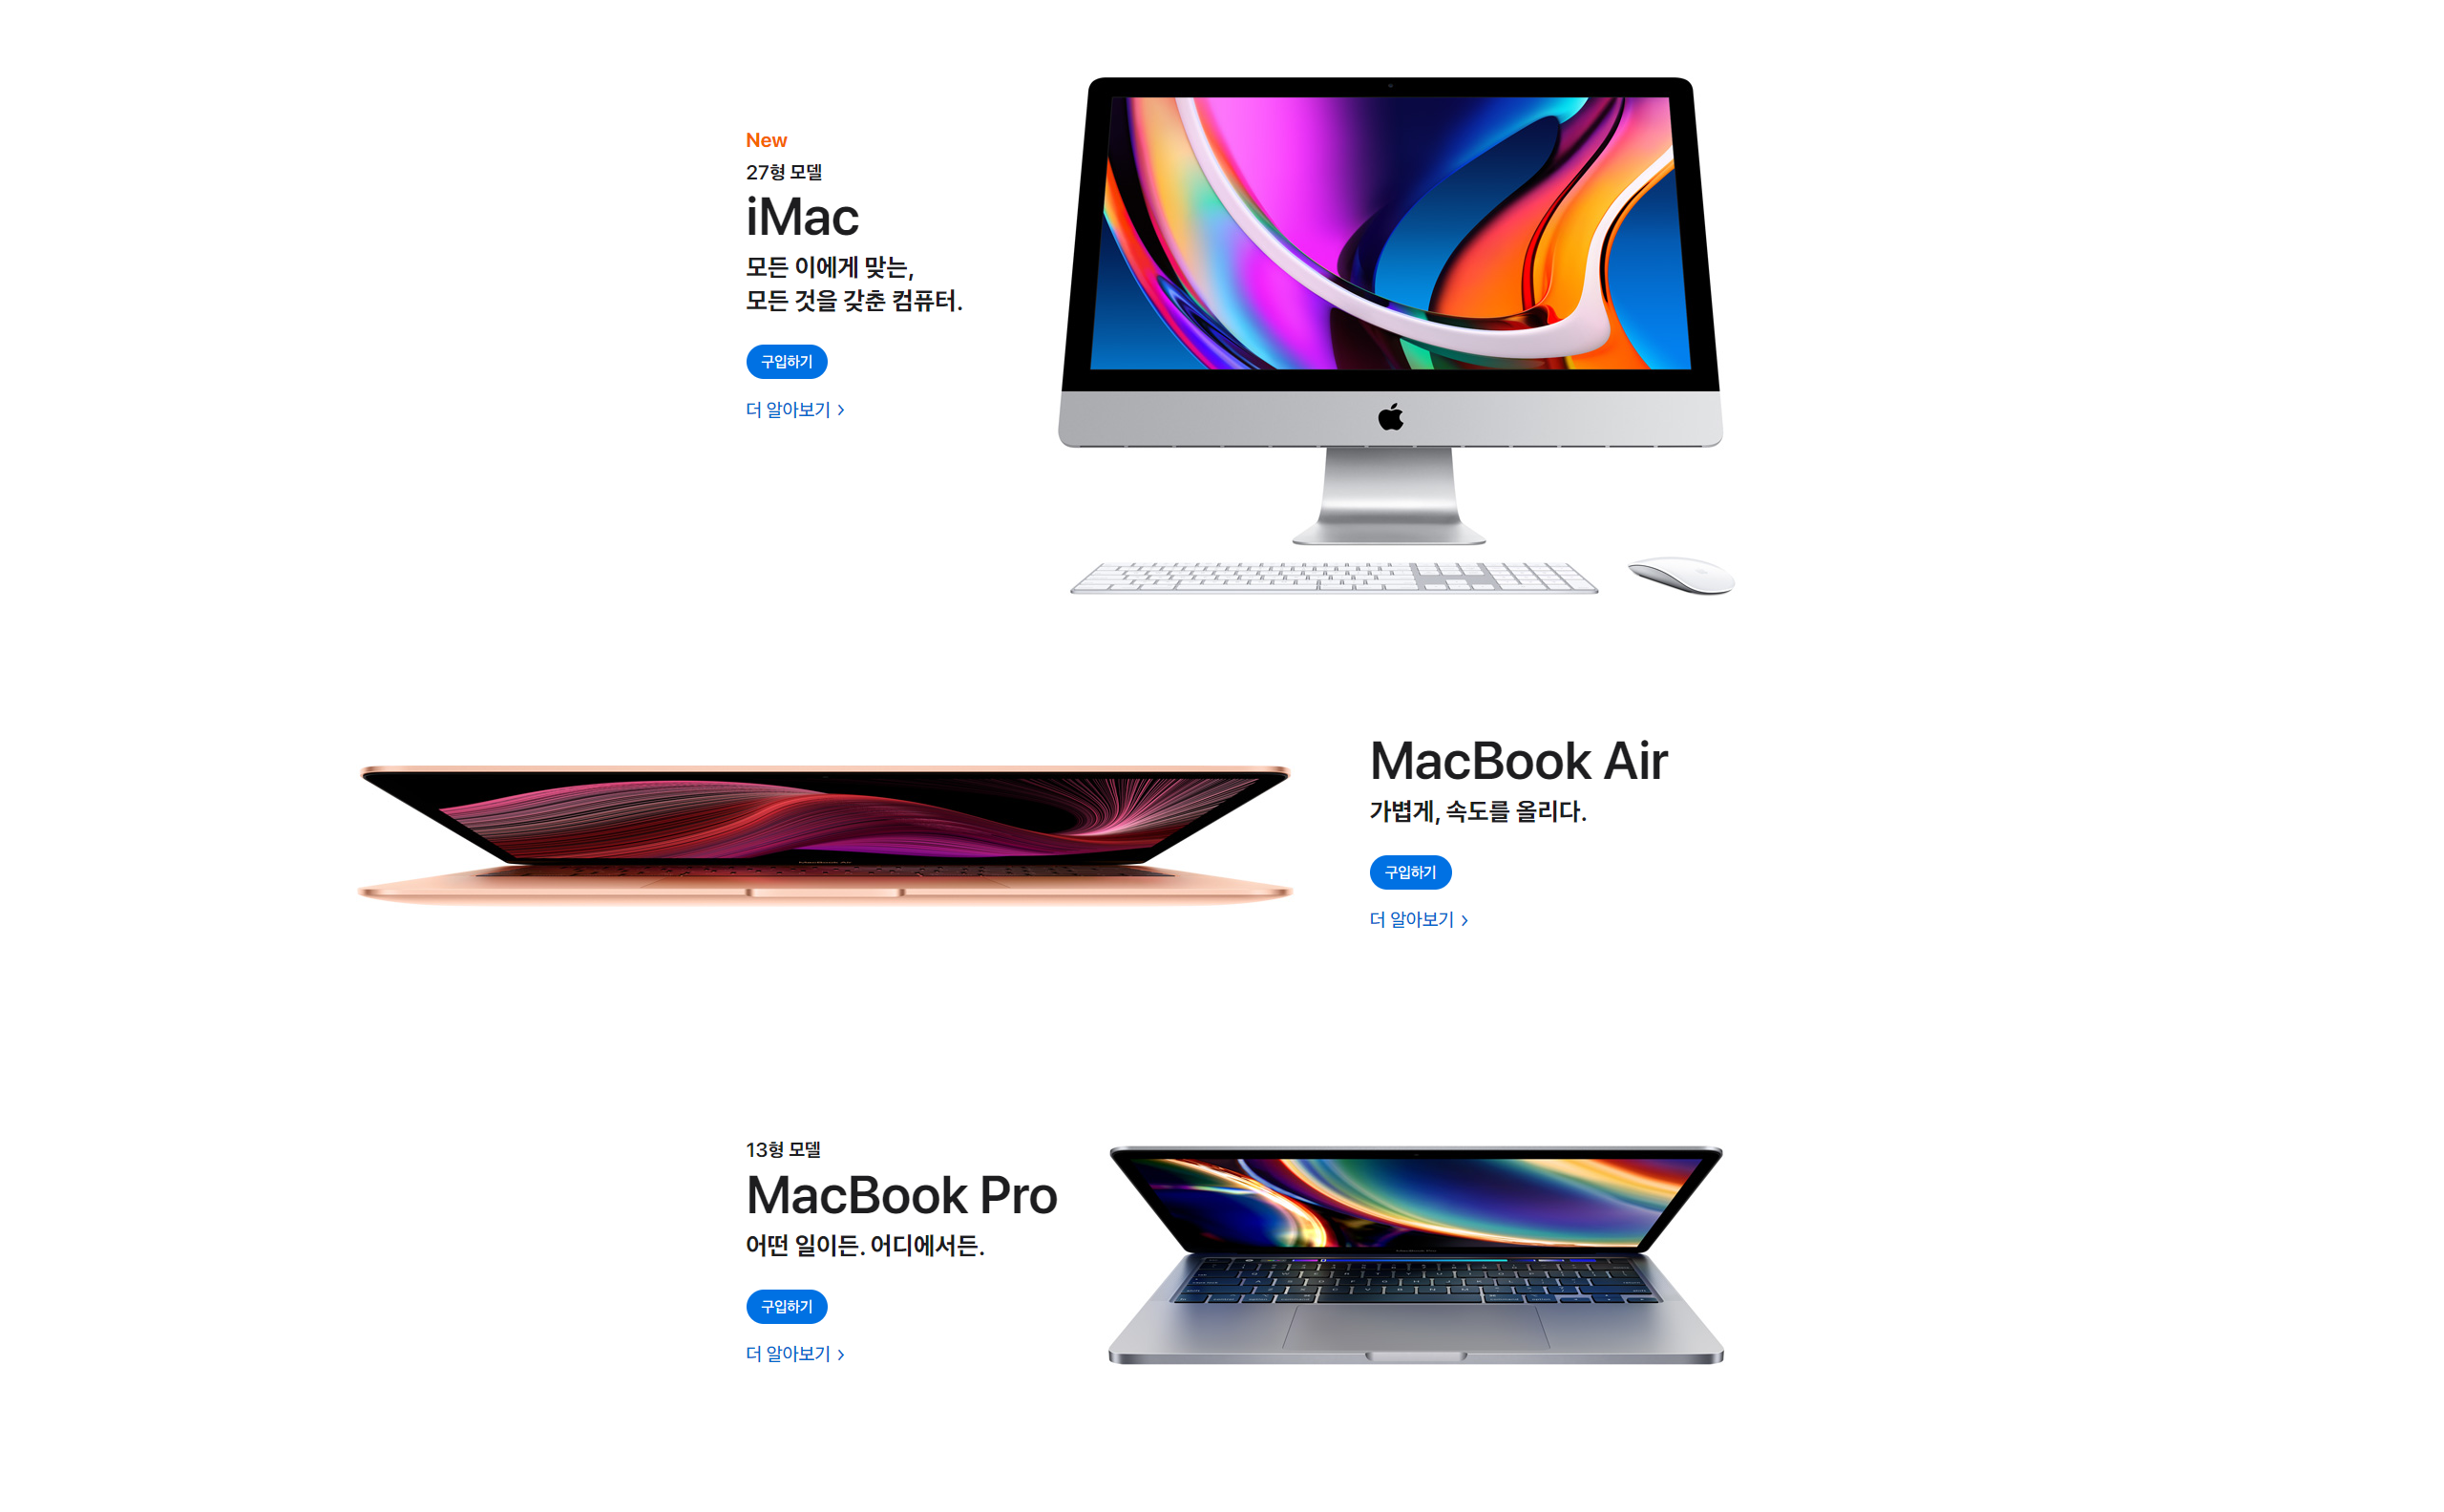 New
27형 모델
iMac
모든 이에게 맞는,
모든 것을 갖춘 컴퓨터.
구입하기
더 알아보기 >
MacBook Air
가볍게, 속도를 올리다.
구입하기
더 알아보기 >
13형 모델
MacBook Pro
어떤 일이든. 어디에서든.
구입하기
더 알아보기 >